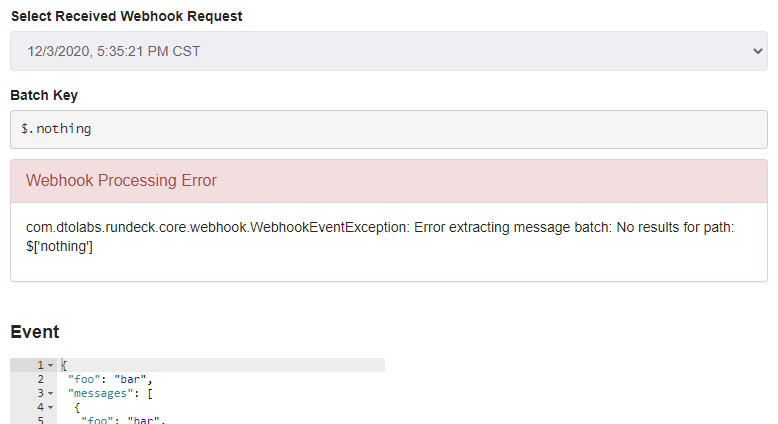 Select Received Webhook Request
12/3/2020, 5:35:21 PM CST
Batch Key
$.nothing
Webhook Processing Error
com.dtolabs.rundeck.core.webhook.WebhookEventException: Error extracting message batch: No results for path:
$['nothing']
Event
1 {
2 "foo": "bar",
3 "messages": [
4 {
5 "foo": "bar",